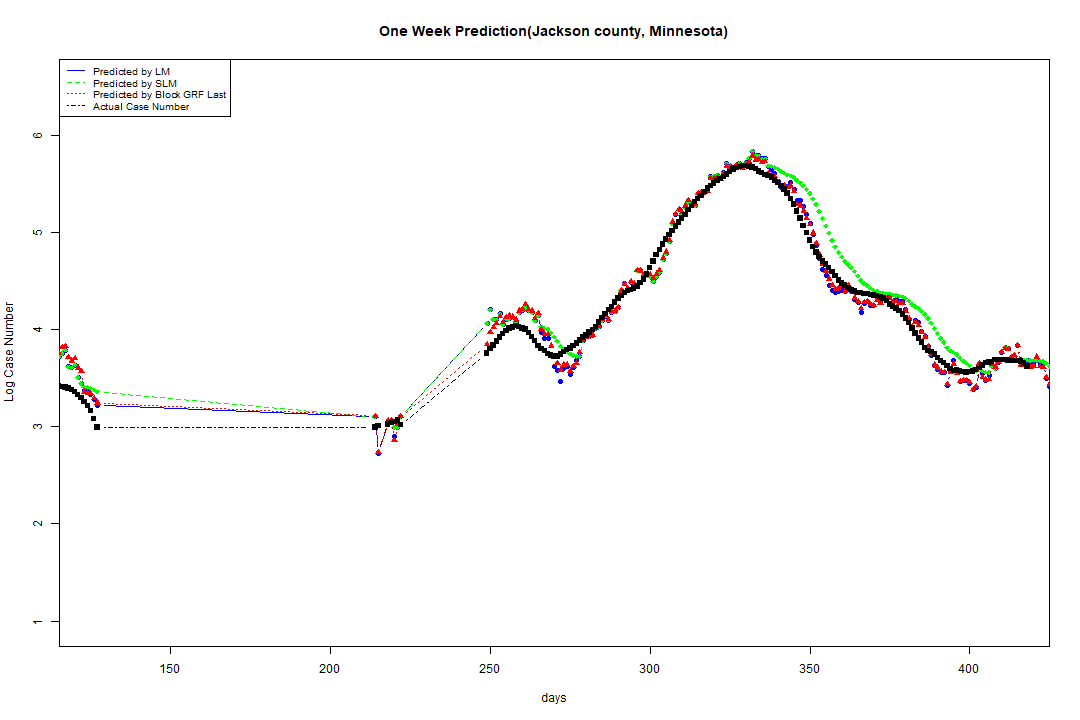 One Week Prediction(Jackson county, Minnesota)
Predicted by LM
Predicted by SLM
Predicted by Block GRF Last
Actual Case Number
Log Case Number
6
5
4
3
2
1
150 200 250 300 350 400
days